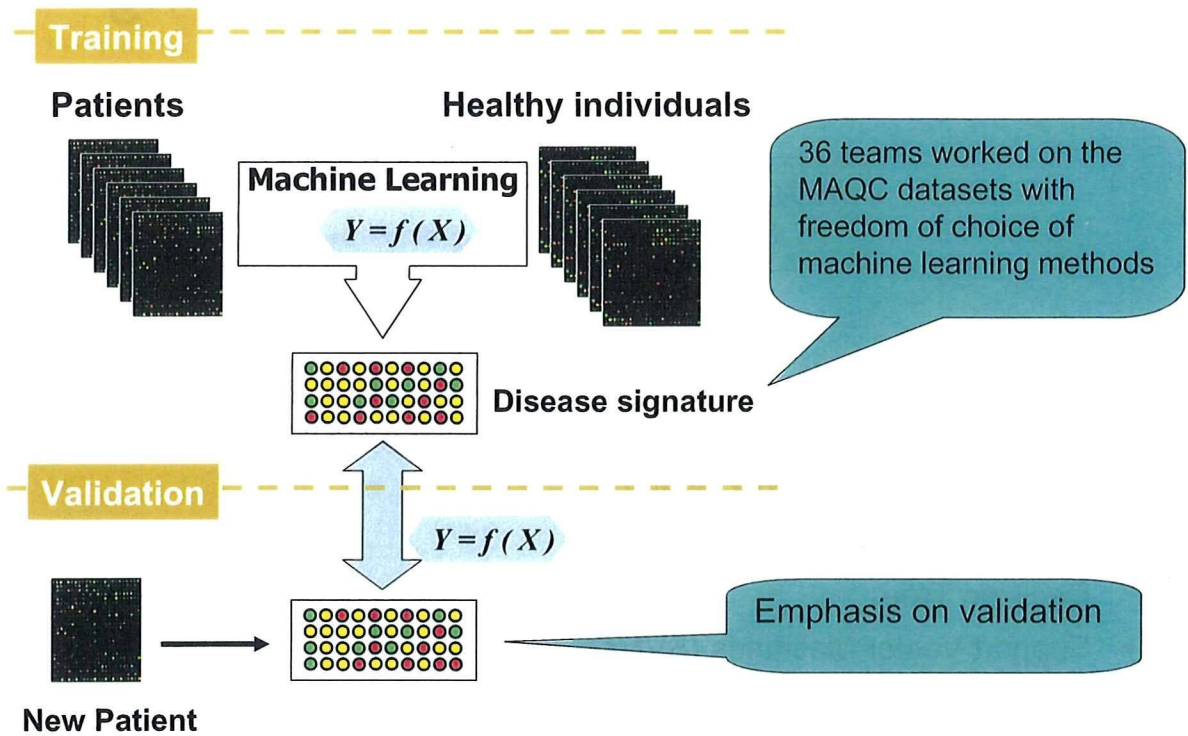 Training
Patients
Healthy individuals
Machine Learning
Y = f ( X )
36 teams worked on the
MAQC datasets with
freedom of choice of
machine learning methods
Disease signature
Validation
Y = f ( X )
Emphasis on validation
New Patient